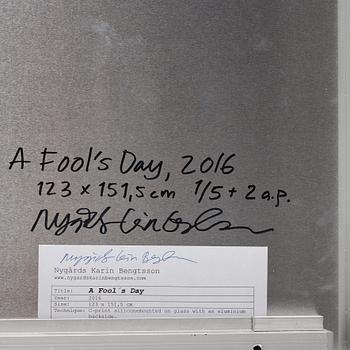 A Fool's Day, 2016
123 x 151,5 cm 1/5 + 2 a.p.
Nygårds Karin Bengtsson
www.nygardskarinbengtsson.com
Title: A Fool´s Day
Year: 2016
Size: 123 x 151,5 cm
Technique: C-print siliconemounted on glass with an aluminium
backside.